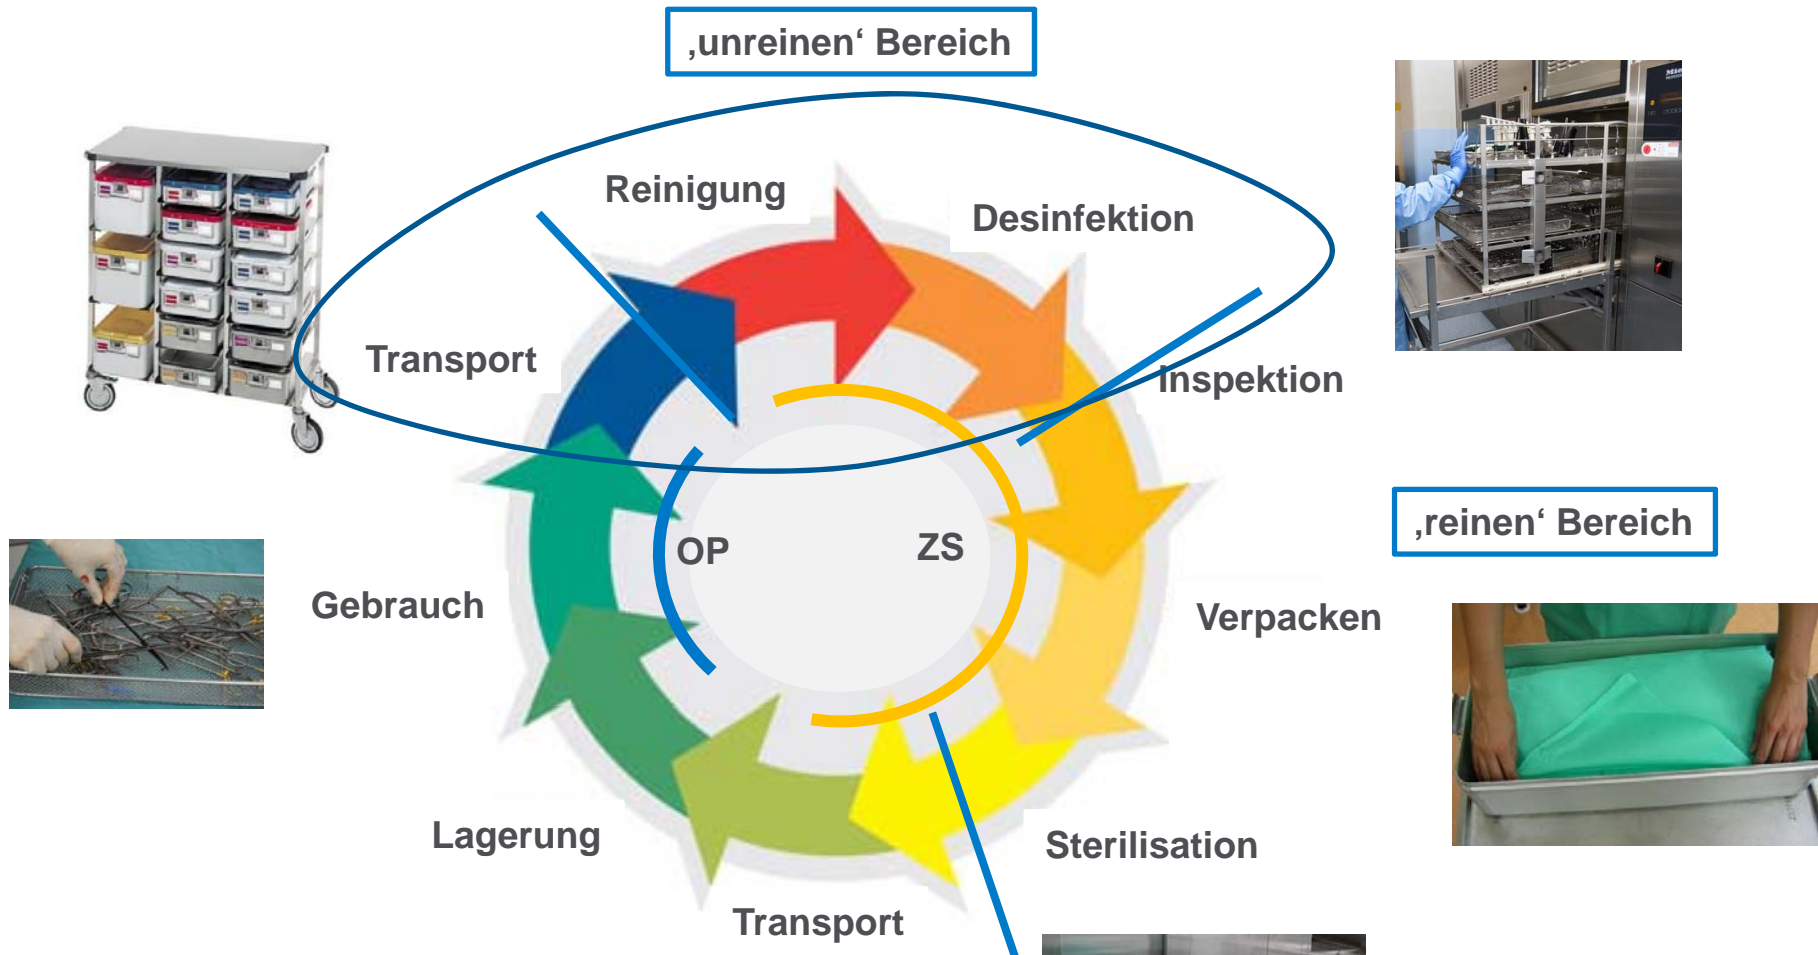 ‚unreinen‘ Bereich
Reinigung
Desinfektion
Transport
Inspektion
‚reinen‘ Bereich
OP
ZS
Gebrauch
Verpacken
Lagerung
Sterilisation
Transport